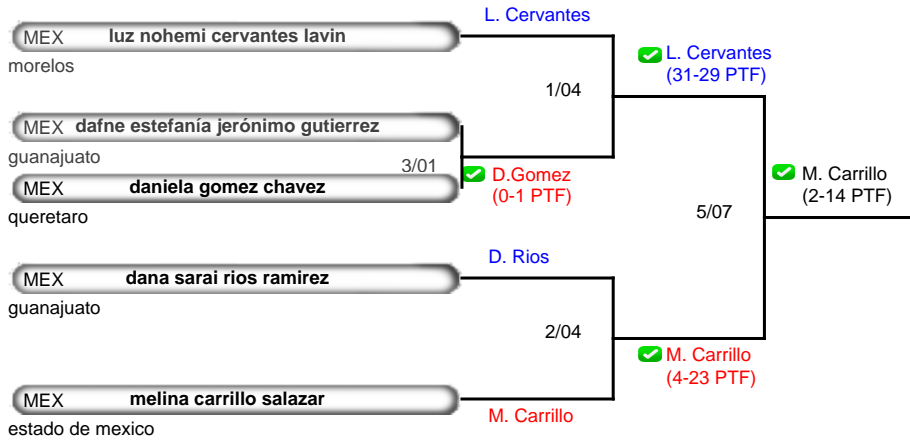 L. Cervantes
MEX luz nohemi cervantes lavin
morelos
L. Cervantes
(31-29 PTF)
1/04
MEX dafne estefanía jerónimo gutierrez
guanajuato
3/01
D.Gomez
(0-1 PTF)
MEX daniela gomez chavez
queretaro
M. Carrillo
(2-14 PTF)
5/07
D. Rios
MEX dana sarai rios ramirez
guanajuato
2/04
M. Carrillo
(4-23 PTF)
MEX melina carrillo salazar
M. Carrillo
estado de mexico